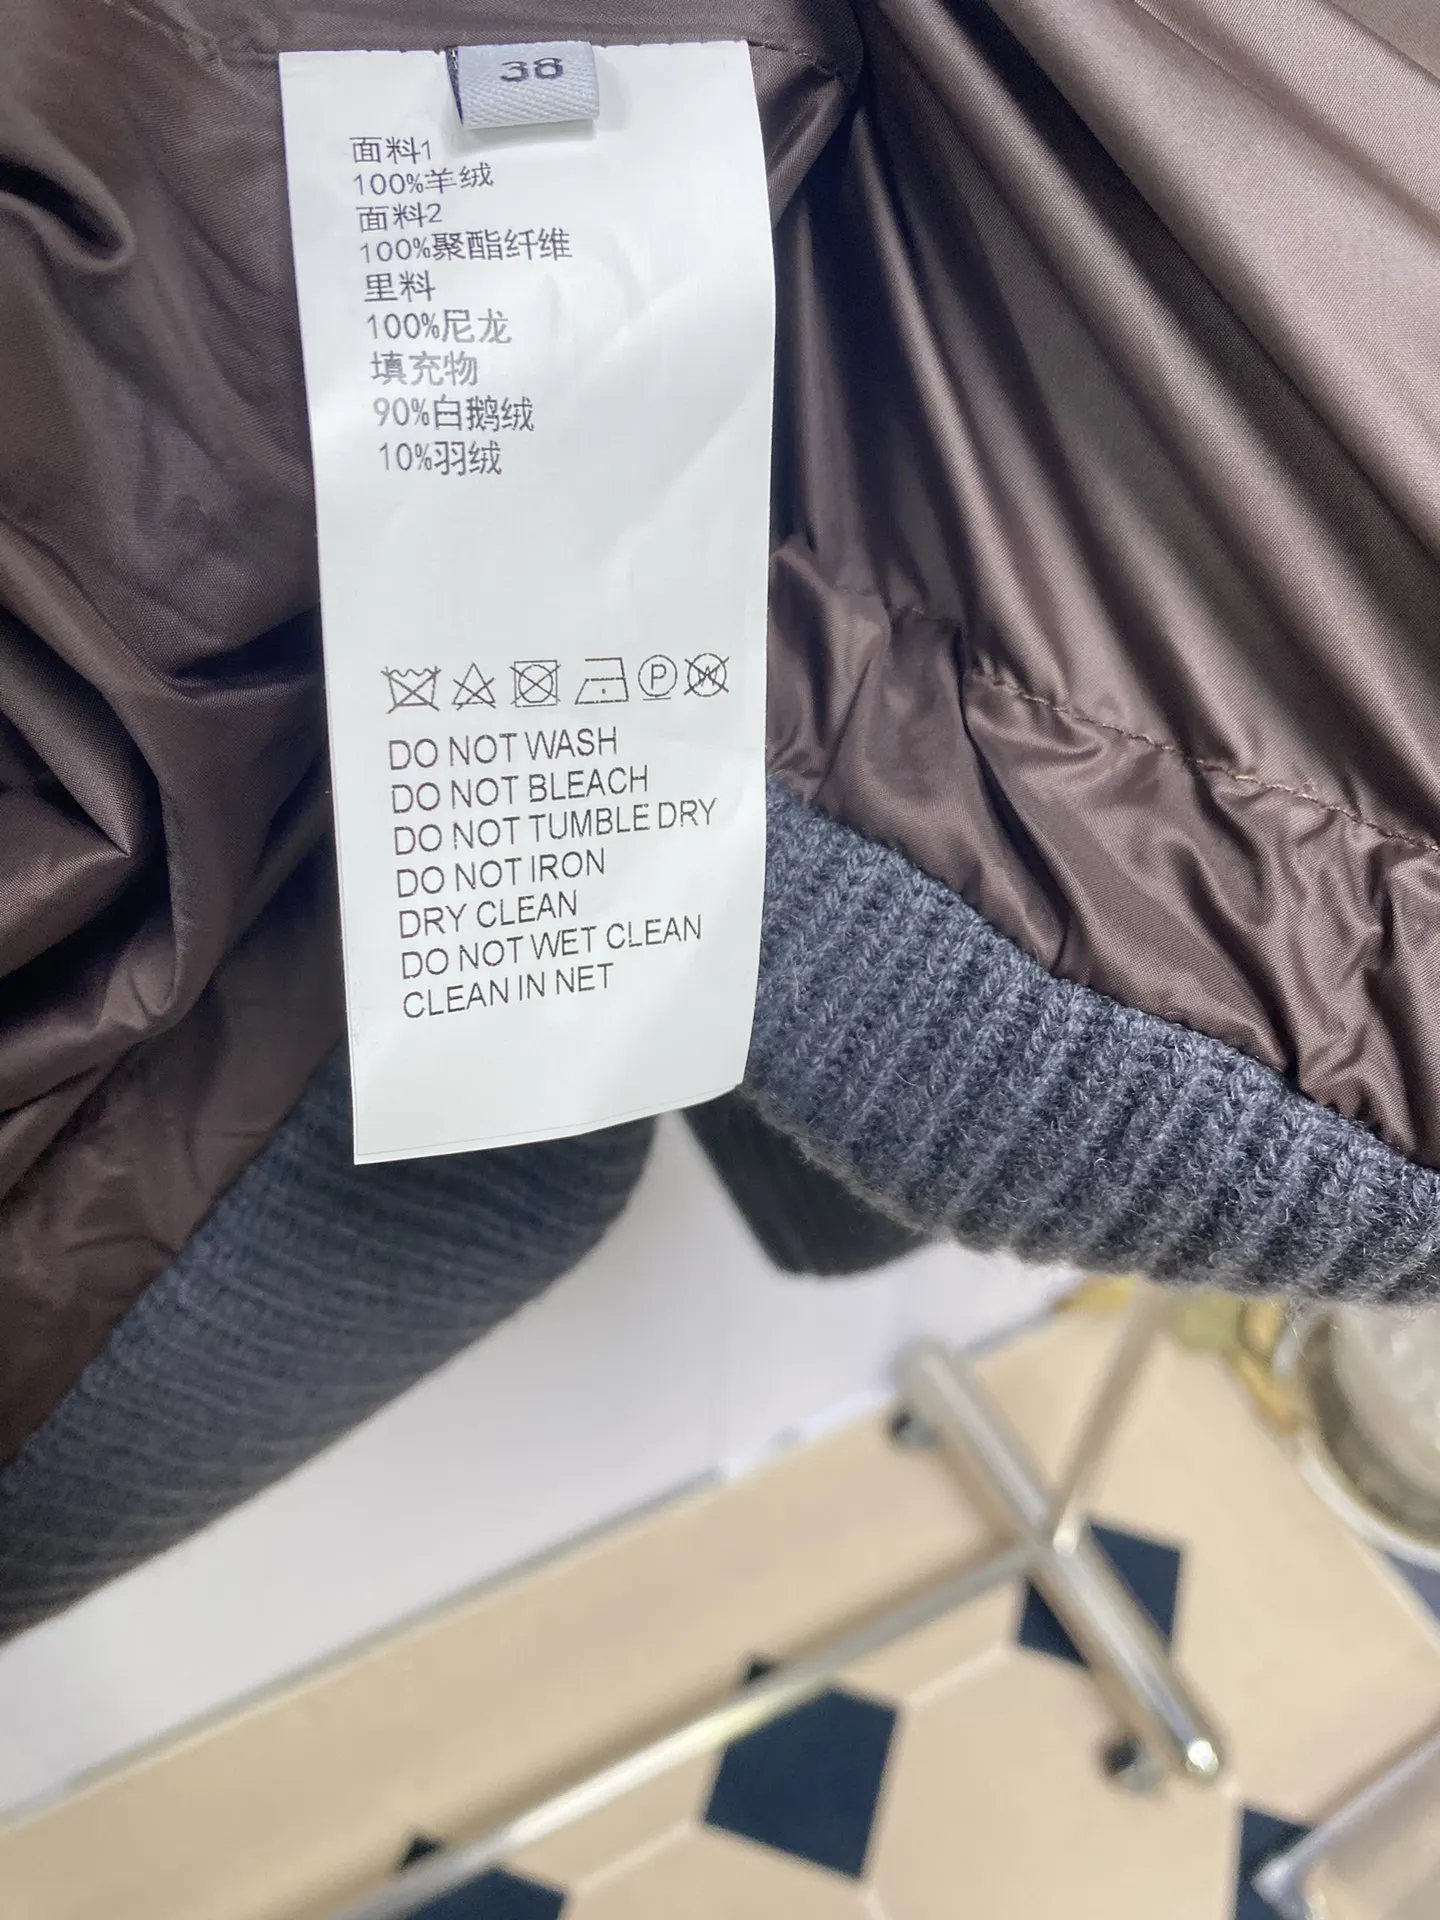 38
面料1
100%羊绒
面料2
100%聚酯纤维
里料
100%尼龙
填充物
90%白鹅绒
10%羽绒
P W
DO NOT WASH
DO NOT BLEACH
DO NOT TUMBLE DRY
DO NOT IRON
DRY CLEAN
DO NOT WET CLEAN
CLEAN IN NET